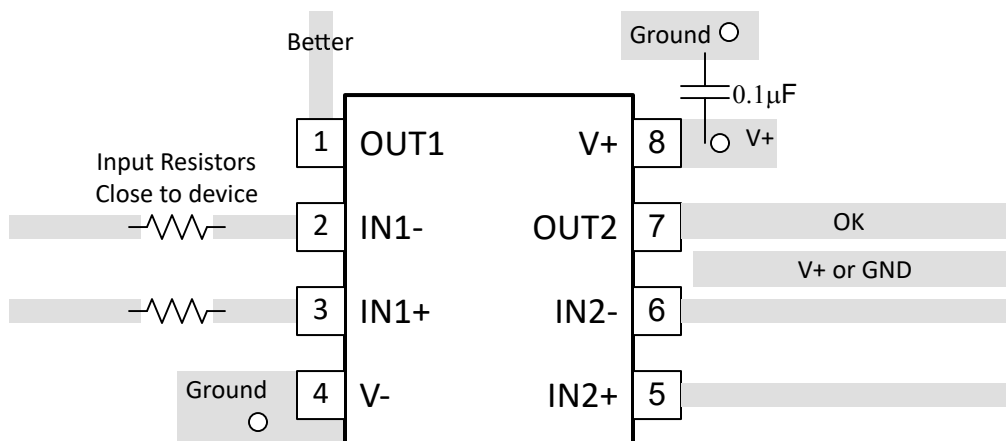 Better
Ground
0.1μF
1 OUT1
V+ 8
V+
Input Resistors
Close to device
2 IN1-
OUT2 7
OK
V+ or GND
3 IN1+
IN2- 6
Ground
4 V-
IN2+ 5